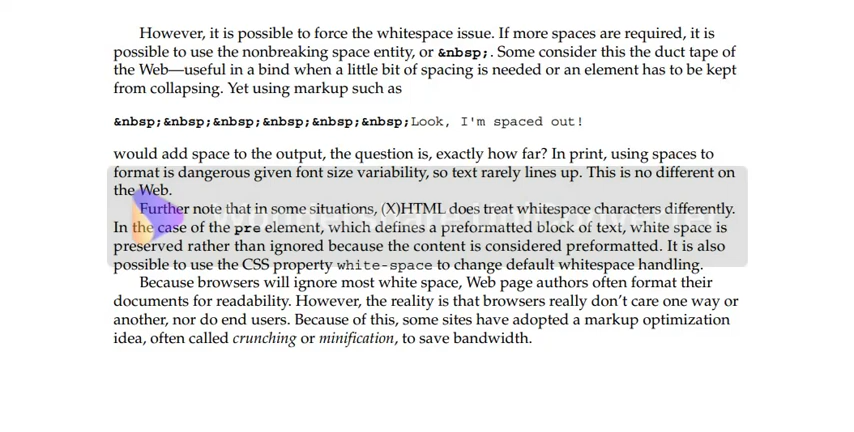 However, it is possible to force the whitespace issue. If more spaces are required, it is
possible to use the nonbreaking space entity, or &nbsp;. Some consider this the duct tape of
the Web—useful in a bind when a little bit of spacing is needed or an element has to be kept
from collapsing. Yet using markup such as
&nbsp;&nbsp;&nbsp;&nbsp;&nbsp;&nbsp;Look, I'm spaced out!
would add space to the output, the question is, exactly how far? In print, using spaces to
format is dangerous given font size variability, so text rarely lines up. This is no different on
the Web.
Further note that in some situations, (X)HTML does treat whitespace characters differently.
In the case of the pre element, which defines a preformatted block of text, white space is
preserved rather than ignored because the content is considered preformatted. It is also
possible to use the CSS property white-space to change default whitespace handling.
Because browsers will ignore most white space, Web page authors often format their
documents for readability. However, the reality is that browsers really don't care one way or
another, nor do end users. Because of this, some sites have adopted a markup optimization
idea, often called crunching or minification, to save bandwidth.